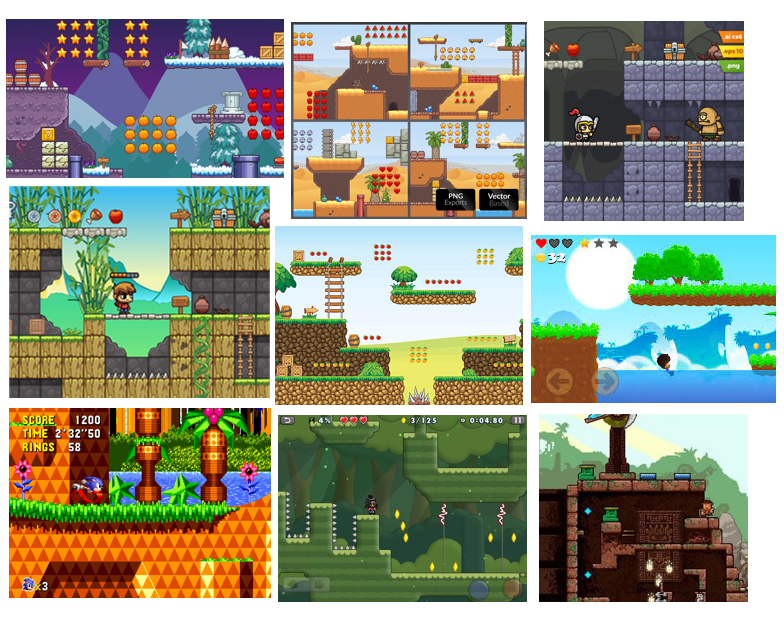 .ai cs6
.eps 10
.png
PNG
Exports
Vector
Based
32
SCORE 1200
TIME 2'32"50
RINGS 58
×3
4%
3/125
0:04.80